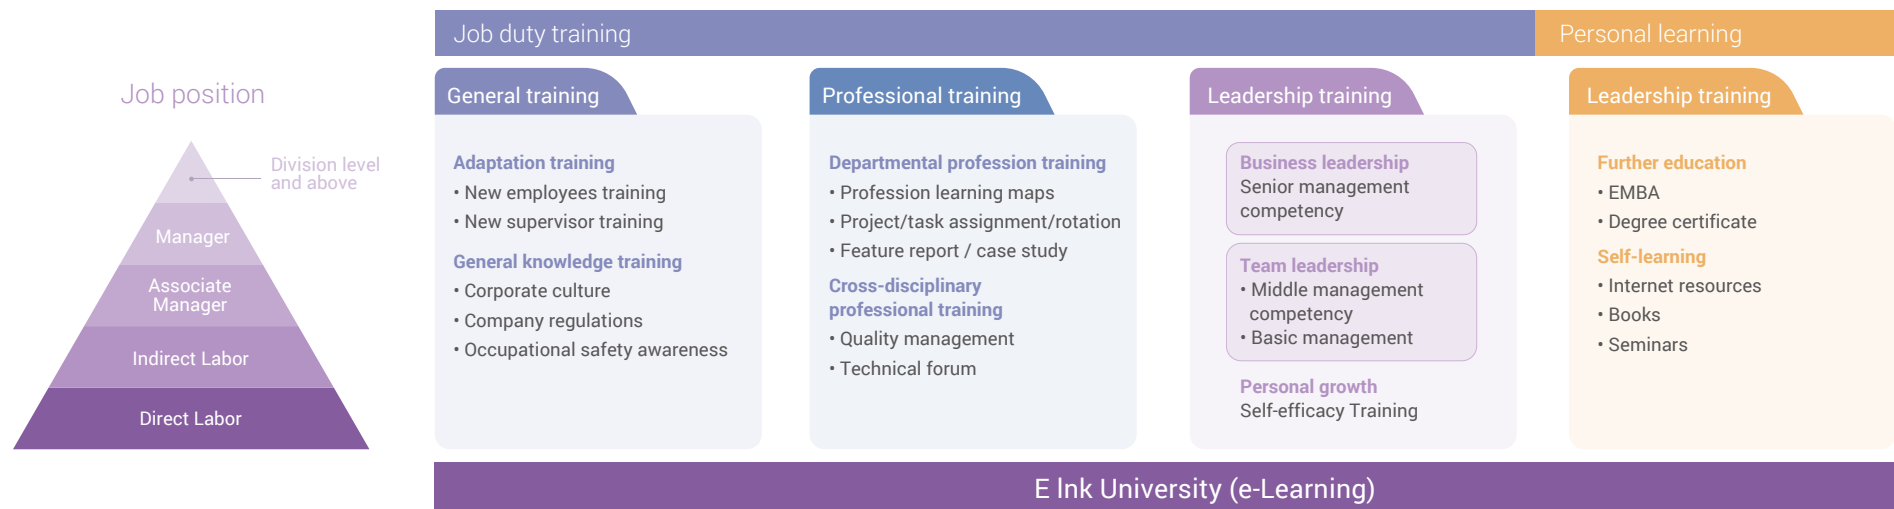 Job position
Division level
and above
Manager
Associate
Manager
Indirect Labor
Direct Labor
Job duty training
Personal learning
General training
Adaptation training
• New employees training
• New supervisor training
General knowledge training
• Corporate culture
• Company regulations
• Occupational safety awareness
Professional training
Departmental profession training
• Profession learning maps
• Project/task assignment/rotation
• Feature report / case study
Cross-disciplinary
professional training
• Quality management
• Technical forum
Leadership training
Business leadership
Senior management
competency
Team leadership
• Middle management
competency
• Basic management
Personal growth
Self-efficacy Training
Leadership training
Further education
• EMBA
• Degree certificate
Self-learning
• Internet resources
• Books
• Seminars
E Ink University (e-Learning)